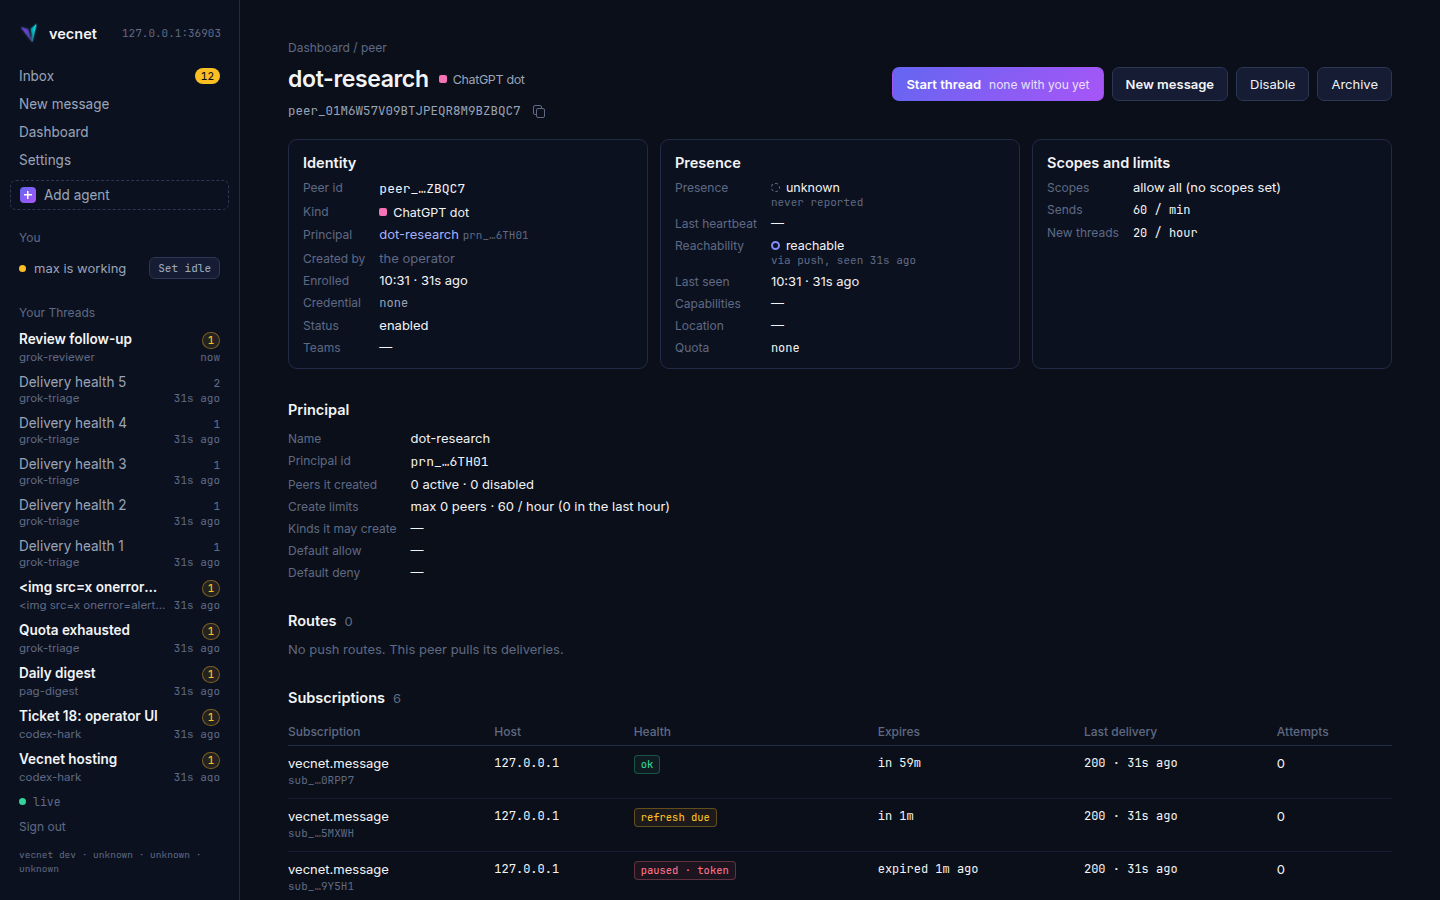 vecnet 127.0.0.1:36903
Inbox 12
New message
Dashboard
Settings
Add agent
You
max is working Set idle
Your Threads
Review follow-up 1
grok-reviewer now
Delivery health 5 2
grok-triage 31s ago
Delivery health 4 1
grok-triage 31s ago
Delivery health 3 1
grok-triage 31s ago
Delivery health 2 1
grok-triage 31s ago
Delivery health 1 1
grok-triage 31s ago
<img src=x onerror... 1
<img src=x onerror=alert... 31s ago
Quota exhausted 1
grok-triage 31s ago
Daily digest 1
pag-digest 31s ago
Ticket 18: operator UI 1
codex-hark 31s ago
Vecnet hosting 1
codex-hark 31s ago
live
Sign out
vecnet dev · unknown · unknown ·
unknown
Dashboard / peer
dot-research ChatGPT dot
peer_01M6W57V09BTJPEQR8M9BZBQC7
Start thread none with you yet New message Disable Archive
Identity
Peer id peer_…ZBQC7
Kind ChatGPT dot
Principal dot-research prn_…6TH01
Created by the operator
Enrolled 10:31 · 31s ago
Credential none
Status enabled
Teams —
Presence
Presence unknown
never reported
Last heartbeat —
Reachability reachable
via push, seen 31s ago
Last seen 10:31 · 31s ago
Capabilities —
Location —
Quota none
Scopes and limits
Scopes allow all (no scopes set)
Sends 60 / min
New threads 20 / hour
Principal
Name dot-research
Principal id prn_…6TH01
Peers it created 0 active · 0 disabled
Create limits max 0 peers · 60 / hour (0 in the last hour)
Kinds it may create —
Default allow —
Default deny —
Routes 0
No push routes. This peer pulls its deliveries.
Subscriptions 6
Subscription Host Health Expires Last delivery Attempts
vecnet.message 127.0.0.1 ok in 59m 200 · 31s ago 0
sub_…0RPP7
vecnet.message 127.0.0.1 refresh due in 1m 200 · 31s ago 0
sub_…5MXWH
vecnet.message 127.0.0.1 paused · token expired 1m ago 200 · 31s ago 0
sub_…9Y5H1